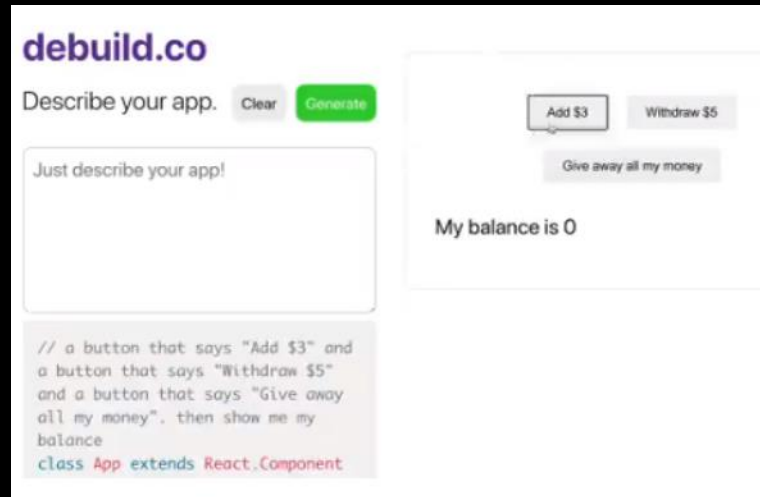 debuild.co
Describe your app. Clear Generate
Just describe your app!
// a button that says "Add $3" and
a button that says "Withdraw $5"
and a button that says "Give away
all my money". then show me my
balance
class App extends React.Component
Add $3 Withdraw $5
Give away all my money
My balance is 0